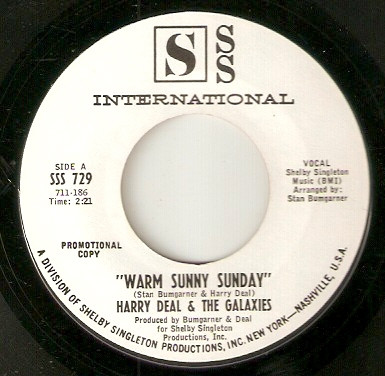 S S
S
INTERNATIONAL
SIDE A
SSS 729
711-186
Time: 2:21
VOCAL
Shelby Singleton
Music (BMI)
Arranged by:
Stan Bumgarner
PROMOTIONAL
COPY
"WARM SUNNY SUNDAY"
(Stan Bumgarner & Harry Deal)
HARRY DEAL & THE GALAXIES
Produced by Bumgarner & Deal
for Shelby Singleton
Productions, Inc.
A DIVISION OF SHELBY SINGLETON PRODUCTIONS, INC. NEW YORK—NASHVILLE, U.S.A.